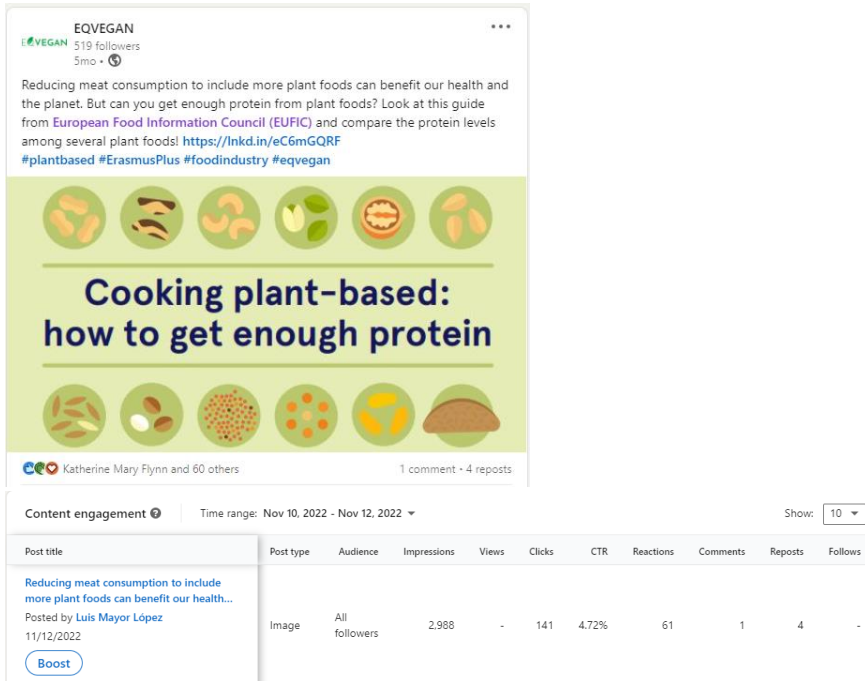 EQVEGAN
EQVEGAN 519 followers
5mo •
Reducing meat consumption to include more plant foods can benefit our health and
the planet. But can you get enough protein from plant foods? Look at this guide
from European Food Information Council (EUFIC) and compare the protein levels
among several plant foods! https://lnkd.in/eC6mGQRF
#plantbased #ErasmusPlus #foodindustry #eqvegan
Cooking plant-based:
how to get enough protein
Katherine Mary Flynn and 60 others 1 comment • 4 reposts
Content engagement Time range: Nov 10, 2022 - Nov 12, 2022 Show: 10
Post title Post type Audience Impressions Views Clicks CTR Reactions Comments Reposts Follows
Reducing meat consumption to include
more plant foods can benefit our health...
Posted by Luis Mayor López
11/12/2022
Boost
Image All followers 2,988 - 141 4.72% 61 1 4 -